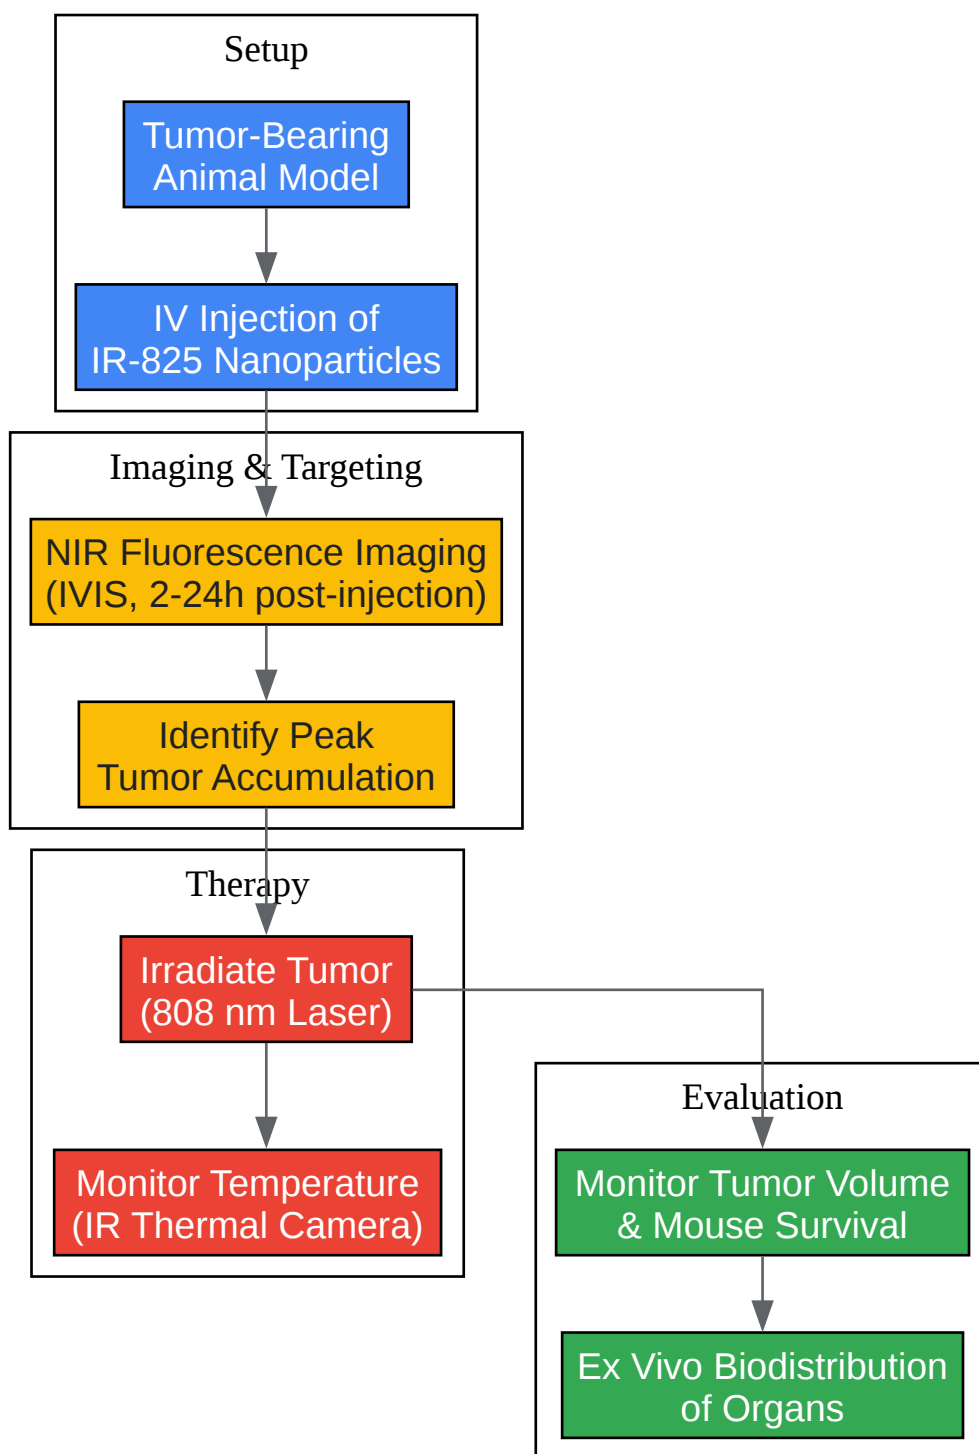 Setup
Tumor-Bearing
Animal Model
IV Injection of
IR-825 Nanoparticles
Imaging & Targeting
NIR Fluorescence Imaging
(IVIS, 2-24h post-injection)
Identify Peak
Tumor Accumulation
Therapy
Irradiate Tumor
(808 nm Laser)
Monitor Temperature
(IR Thermal Camera)
Evaluation
Monitor Tumor Volume
& Mouse Survival
Ex Vivo Biodistribution
of Organs